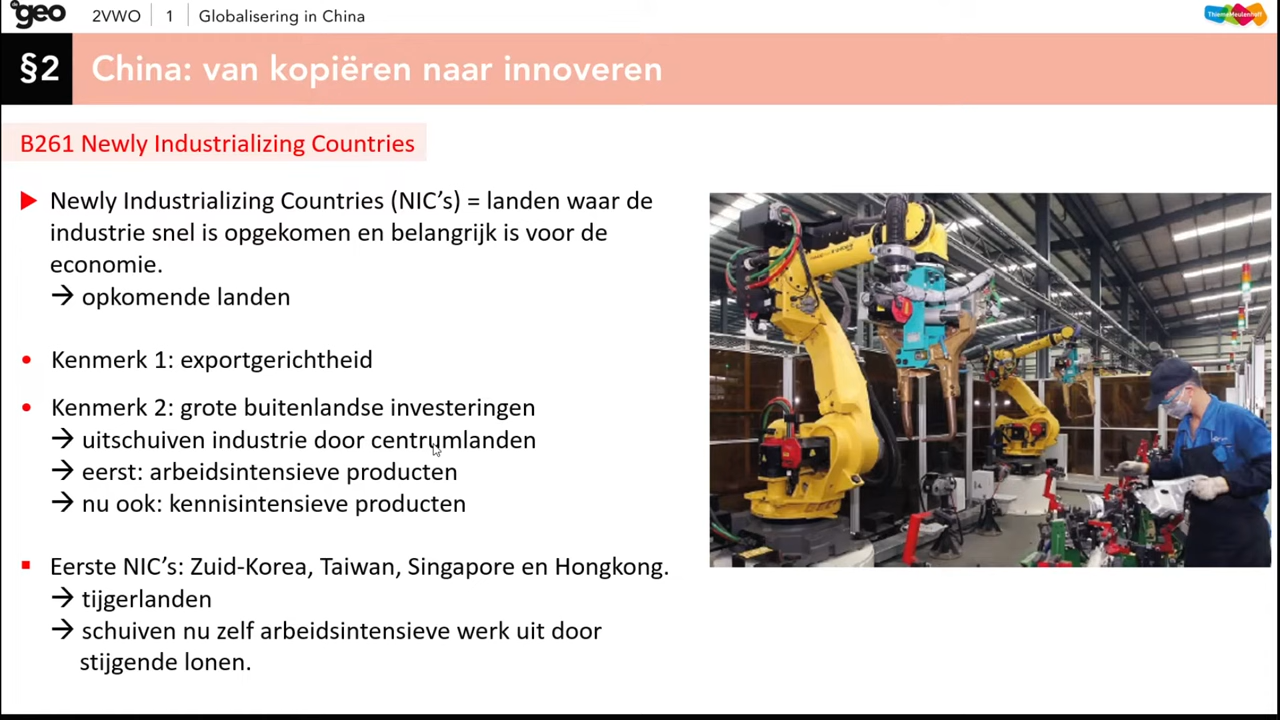 geo 2VWO 1 Globalisering in China ThiemeMeulenhoff
§2 China: van kopiëren naar innoveren
B261 Newly Industrializing Countries
Newly Industrializing Countries (NIC’s) = landen waar de
industrie snel is opgekomen en belangrijk is voor de
economie.
→ opkomende landen
• Kenmerk 1: exportgerichtheid
• Kenmerk 2: grote buitenlandse investeringen
→ uitschuiven industrie door centrumlanden
→ eerst: arbeidsintensieve producten
→ nu ook: kennisintensieve producten
▪ Eerste NIC’s: Zuid-Korea, Taiwan, Singapore en Hongkong.
→ tijgerlanden
→ schuiven nu zelf arbeidsintensieve werk uit door
stijgende lonen.